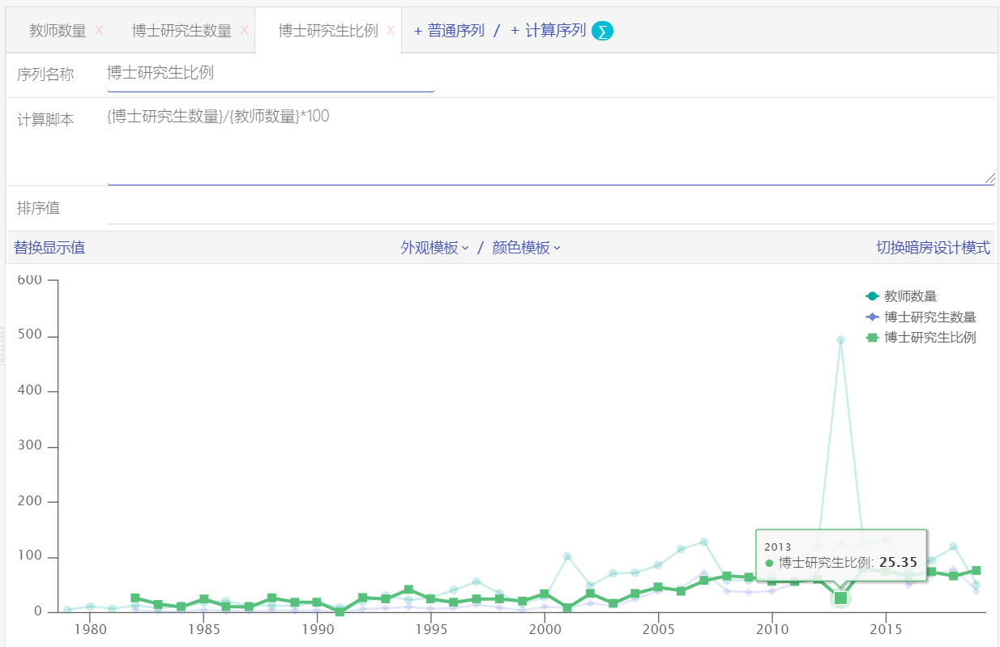 教师数量 X 博士研究生数量 X 博士研究生比例 X + 普通序列 / + 计算序列 ∑
序列名称 博士研究生比例
计算脚本 {博士研究生数量}/{教师数量}*100
排序值
替换显示值 外观模板 / 颜色模板 切换暗房设计模式
600
教师数量
博士研究生数量
博士研究生比例
500
400
300
200
100
0
2013
博士研究生比例: 25.35
1980 1985 1990 1995 2000 2005 2010 2015